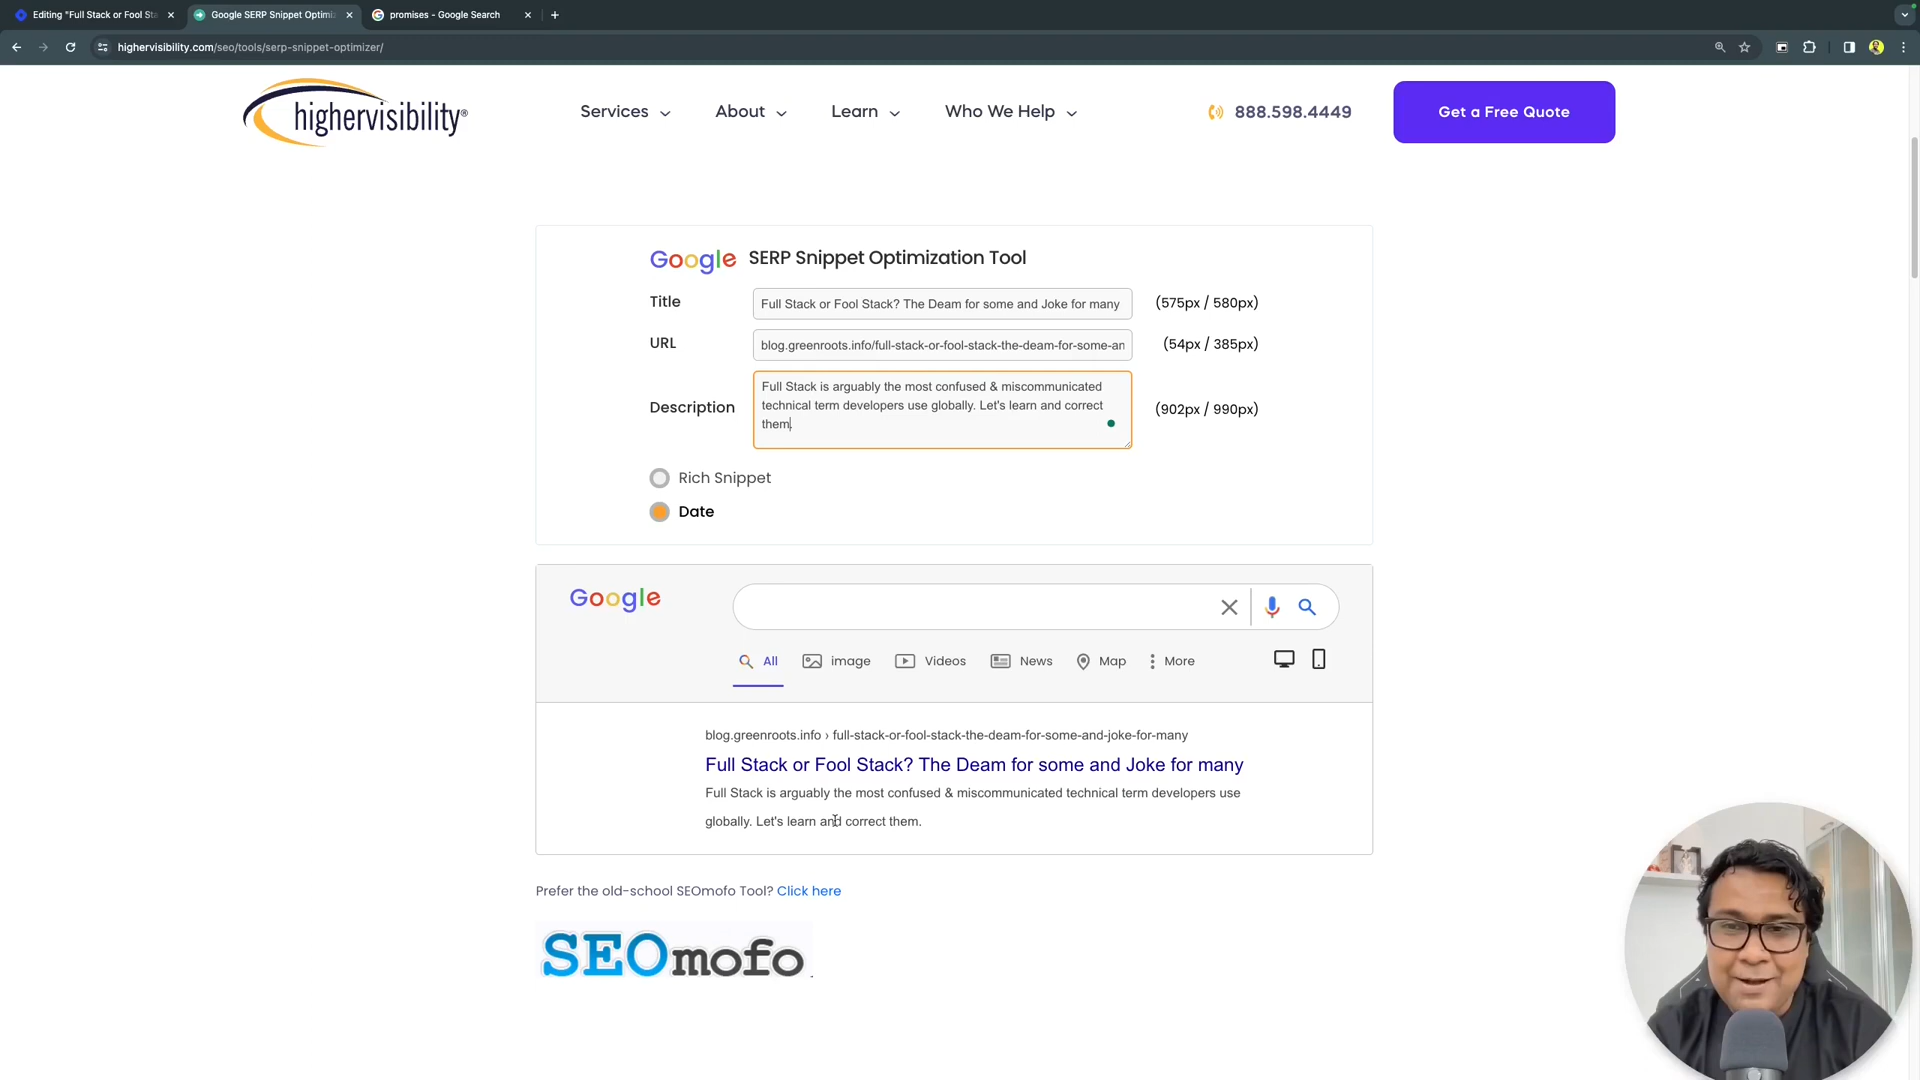 Editing "Full Stack or Fool Sta
Google SERP Snippet Optimiz
promises - Google Search
highervisibility.com/seo/tools/serp-snippet-optimizer/
highervisibility®
Services
About
Learn
Who We Help
888.598.4449
Get a Free Quote
Google SERP Snippet Optimization Tool
Title
Full Stack or Fool Stack? The Deam for some and Joke for many
(575px / 580px)
URL
blog.greenroots.info/full-stack-or-fool-stack-the-deam-for-some-an
(54px / 385px)
Description
Full Stack is arguably the most confused & miscommunicated
technical term developers use globally. Let's learn and correct
them.
(902px / 990px)
Rich Snippet
Date
Google
All
image
Videos
News
Map
More
blog.greenroots.info › full-stack-or-fool-stack-the-deam-for-some-and-joke-for-many
Full Stack or Fool Stack? The Deam for some and Joke for many
Full Stack is arguably the most confused & miscommunicated technical term developers use
globally. Let's learn and correct them.
Prefer the old-school SEOmofo Tool? Click here
SEOmofo.